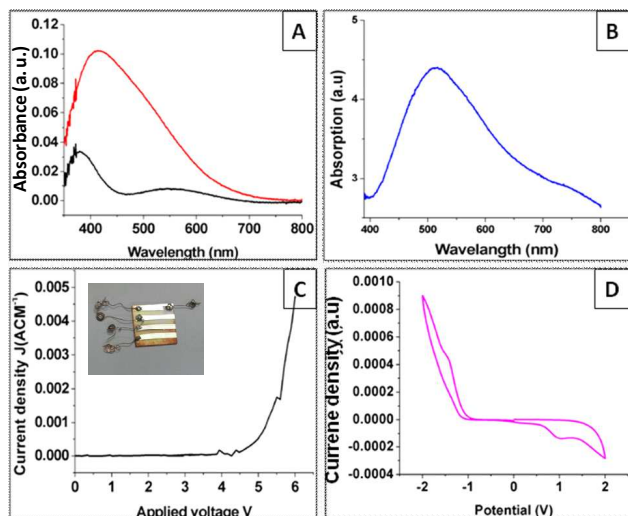 A
Absorbance (a. u.)
0.12
0.10
0.08
0.06
0.04
0.02
0.00
400 500 600 700 800
Wavelength (nm)
B
Absorption (a.u)
5
4
3
400 500 600 700 800
Wavelangth (nm)
C
Current density J(ACM⁻¹)
0.005
0.004
0.003
0.002
0.001
0.000
0 1 2 3 4 5 6
Applied voltage V
D
Currene density (a.u)
0.0010
0.0008
0.0006
0.0004
0.0002
0.0000
-0.0002
-0.0004
-2 -1 0 1 2
Potential (V)